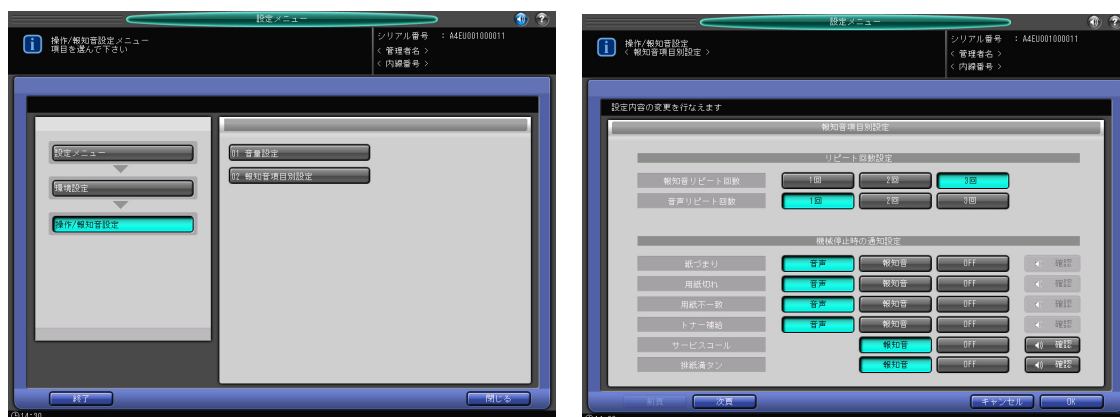 設定メニュー
操作/報知音設定メニュー
項目を選んで下さい
シリアル番号 : A4EU001000011
< 管理者名 >
< 内線番号 >
設定メニュー
環境設定
操作/報知音設定
01 音量設定
02 報知音項目別設定
終了
閉じる
14:30
設定メニュー
操作/報知音設定
< 報知音項目別設定 >
シリアル番号 : A4EU001000011
< 管理者名 >
< 内線番号 >
設定内容の変更を行なえます
報知音項目別設定
リピート回数設定
報知音リピート回数 1回 2回 3回
音声リピート回数 1回 2回 3回
機械停止時の通知設定
紙づまり 音声 報知音 OFF 確認
用紙切れ 音声 報知音 OFF 確認
用紙不一致 音声 報知音 OFF 確認
トナー補給 音声 報知音 OFF 確認
サービスコール 報知音 OFF 確認
排紙満タン 報知音 OFF 確認
前頁 次頁 キャンセル OK